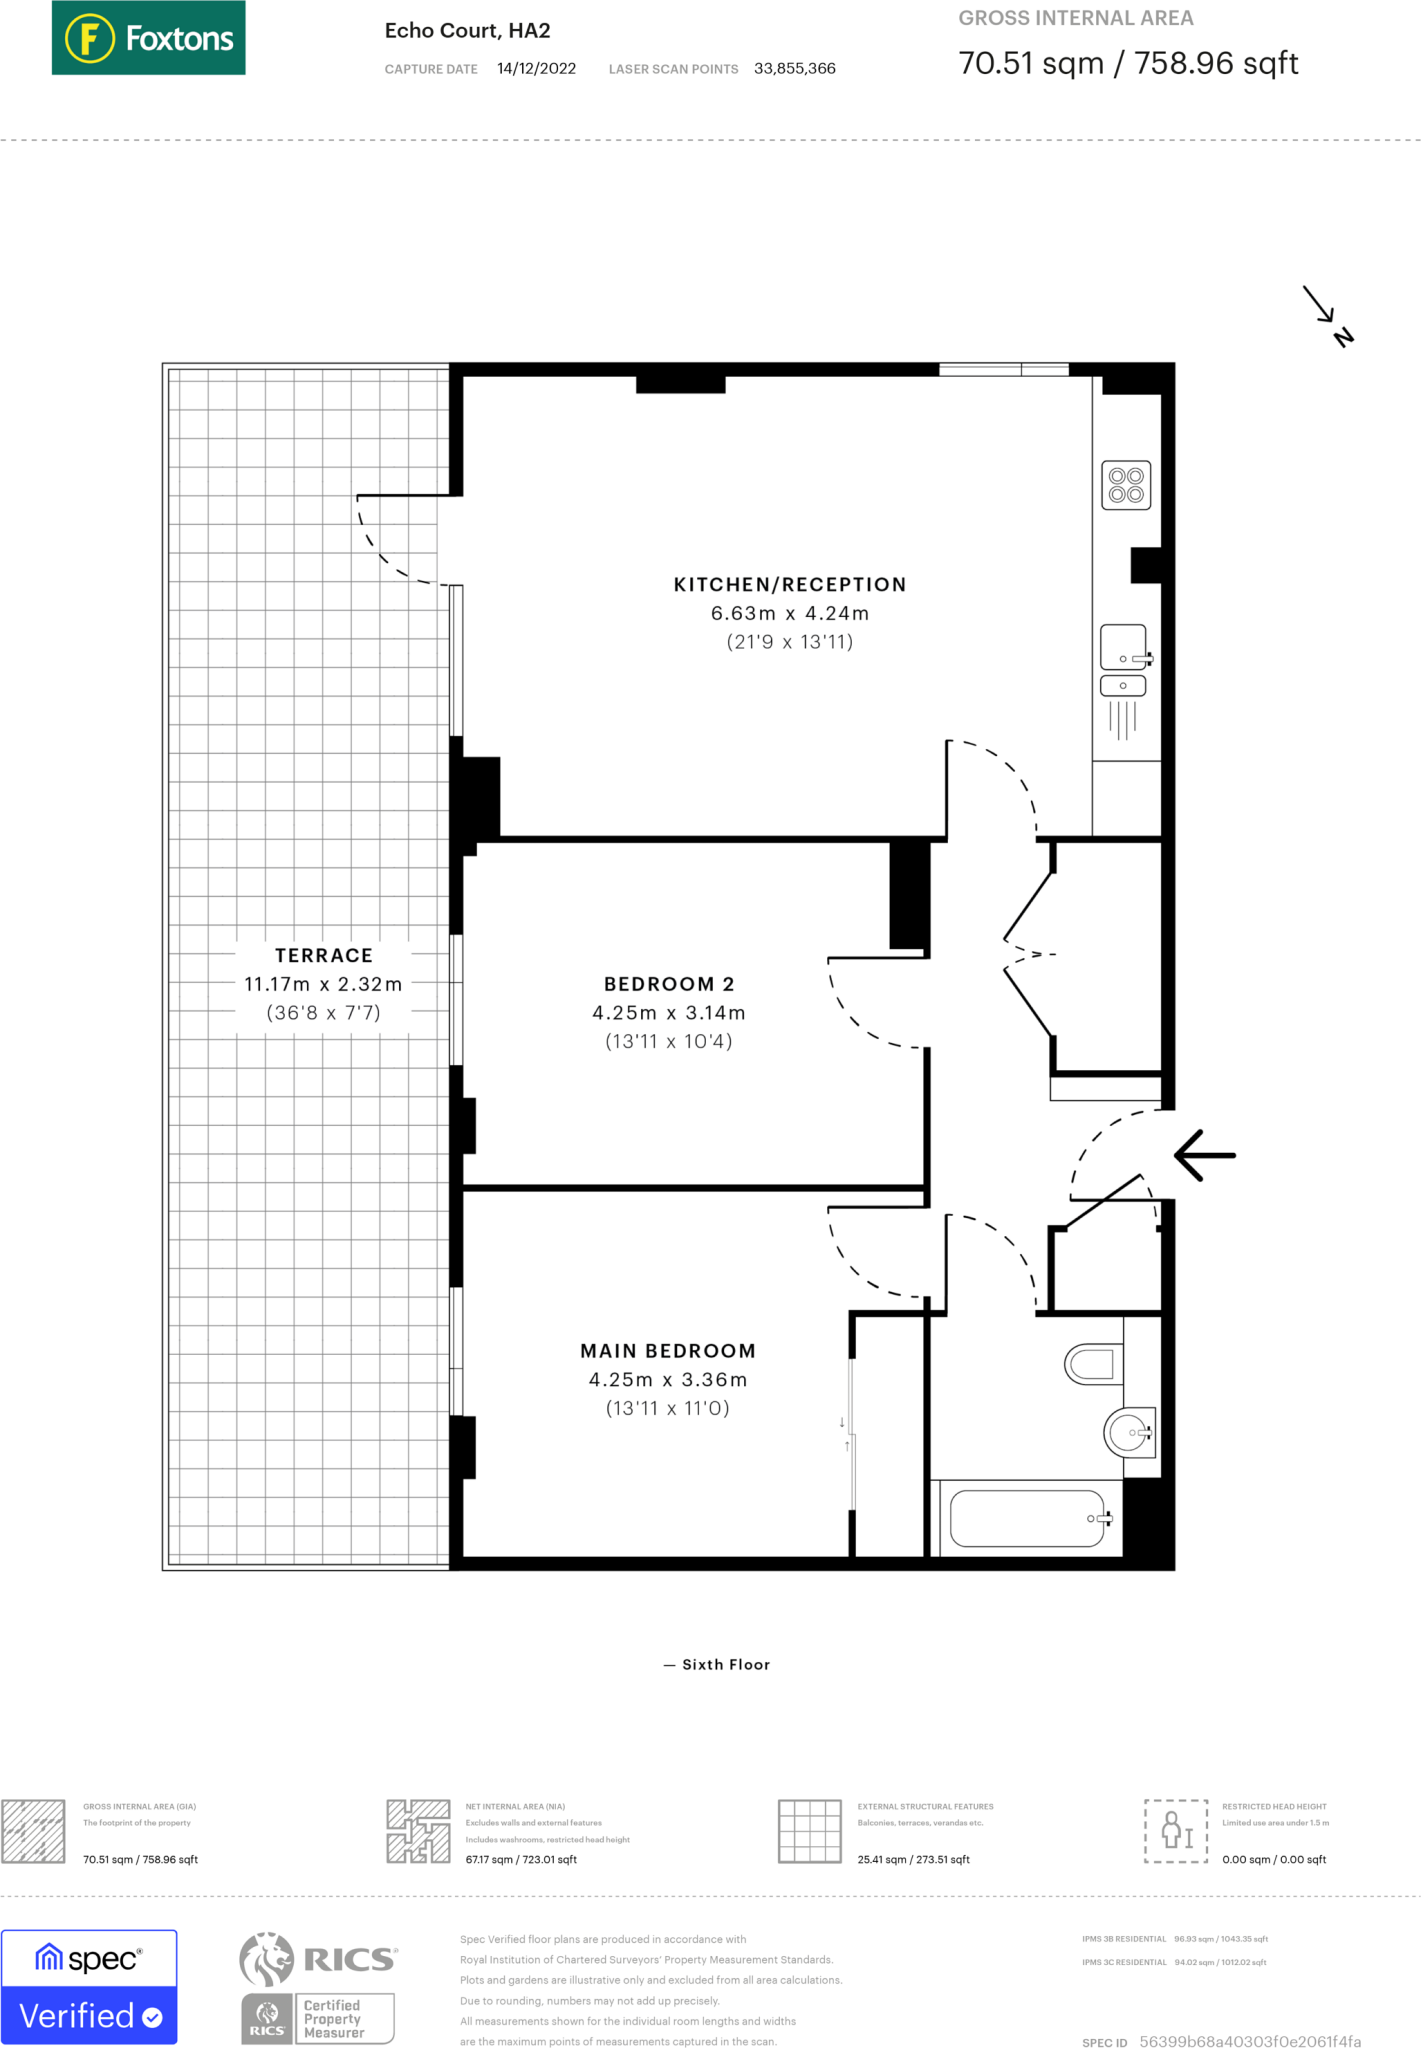 Foxtons
Echo Court, HA2
CAPTURE DATE 14/12/2022 LASER SCAN POINTS 33,855,366
GROSS INTERNAL AREA
70.51 sqm / 758.96 sqft
N
KITCHEN/RECEPTION
6.63m x 4.24m
(21'9 x 13'11)
TERRACE
11.17m x 2.32m
(36'8 x 7'7)
BEDROOM 2
4.25m x 3.14m
(13'11 x 10'4)
MAIN BEDROOM
4.25m x 3.36m
(13'11 x 11'0)
— Sixth Floor
GROSS INTERNAL AREA (GIA)
The footprint of the property
70.51 sqm / 758.96 sqft
NET INTERNAL AREA (NIA)
Excludes walls and external features
Includes washrooms, restricted head height
67.17 sqm / 723.01 sqft
EXTERNAL STRUCTURAL FEATURES
Balconies, terraces, verandas etc.
25.41 sqm / 273.51 sqft
RESTRICTED HEAD HEIGHT
Limited use area under 1.5 m
0.00 sqm / 0.00 sqft
spec®
Verified
RICS®
RICS
Certified
Property
Measurer
Spec Verified floor plans are produced in accordance with
Royal Institution of Chartered Surveyors' Property Measurement Standards.
Plots and gardens are illustrative only and excluded from all area calculations.
Due to rounding, numbers may not add up precisely.
All measurements shown for the individual room lengths and widths
are the maximum points of measurements captured in the scan.
IPMS 3B RESIDENTIAL 96.93 sqm / 1043.35 sqft
IPMS 3C RESIDENTIAL 94.02 sqm / 1012.02 sqft
SPEC ID 56399b68a40303f0e2061f4fa